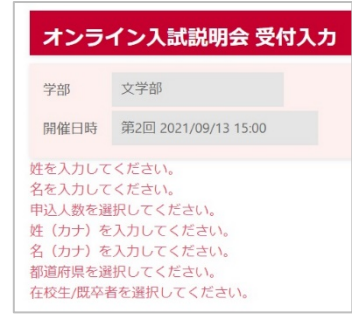 オンライン入試説明会 受付入力
学部 文学部
開催日時 第2回 2021/09/13 15:00
姓を入力してください。
名を入力してください。
申込人数を選択してください。
姓（カナ）を入力してください。
名（カナ）を入力してください。
都道府県を選択してください。
在校生/既卒者を選択してください。